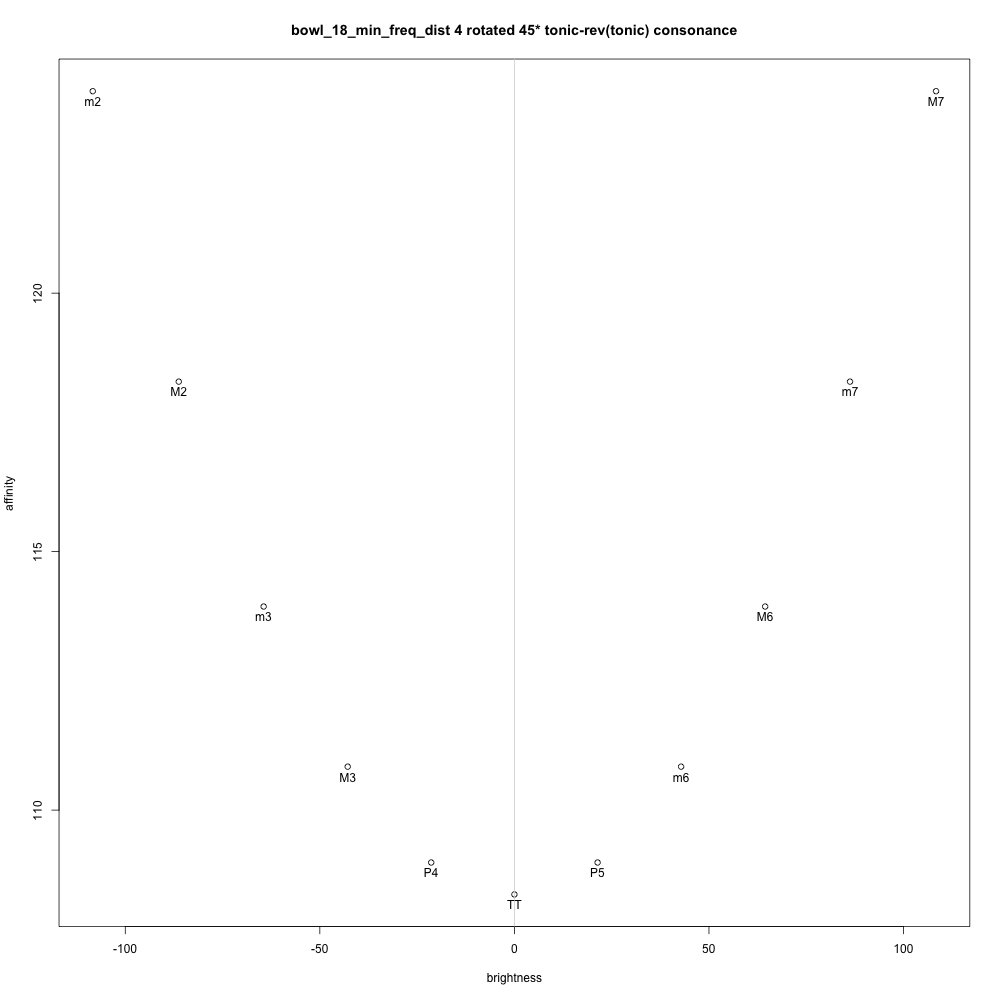 bowl_18_min_freq_dist 4 rotated 45* tonic-rev(tonic) consonance
m2
M7
120
M2
m7
affinity
115
m3
M6
M3
m6
110
P4
P5
TT
-100
-50
0
50
100
brightness